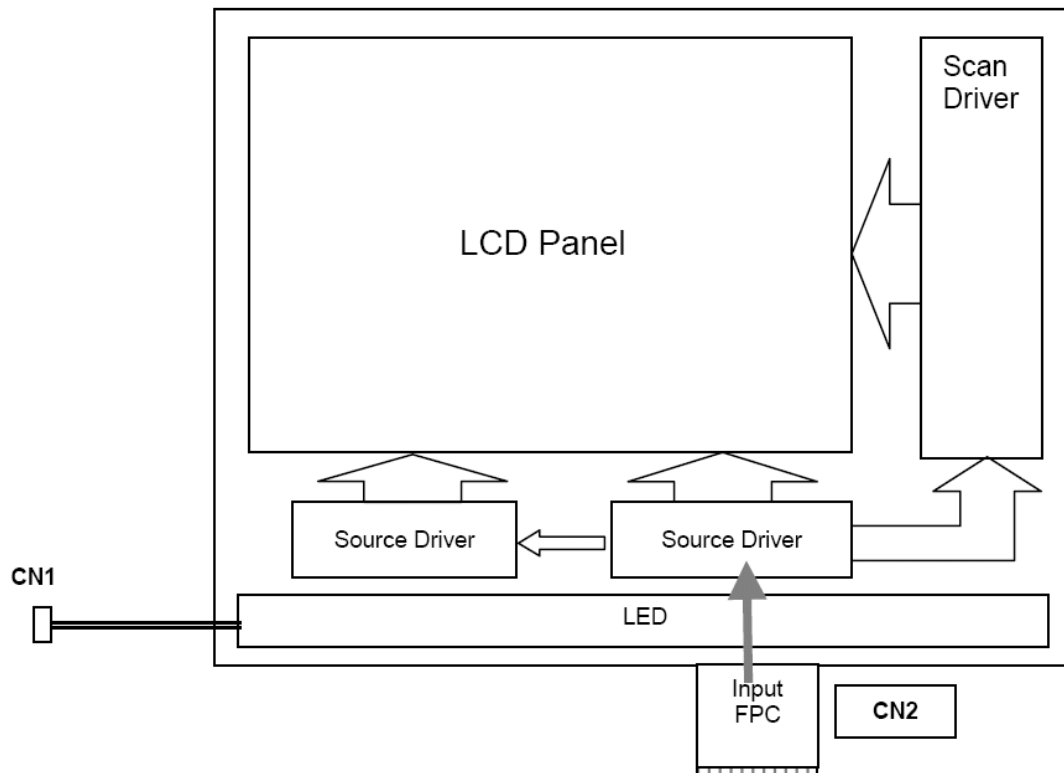 Scan
Driver
LCD Panel
Source Driver
Source Driver
CN1
LED
Input
FPC
CN2